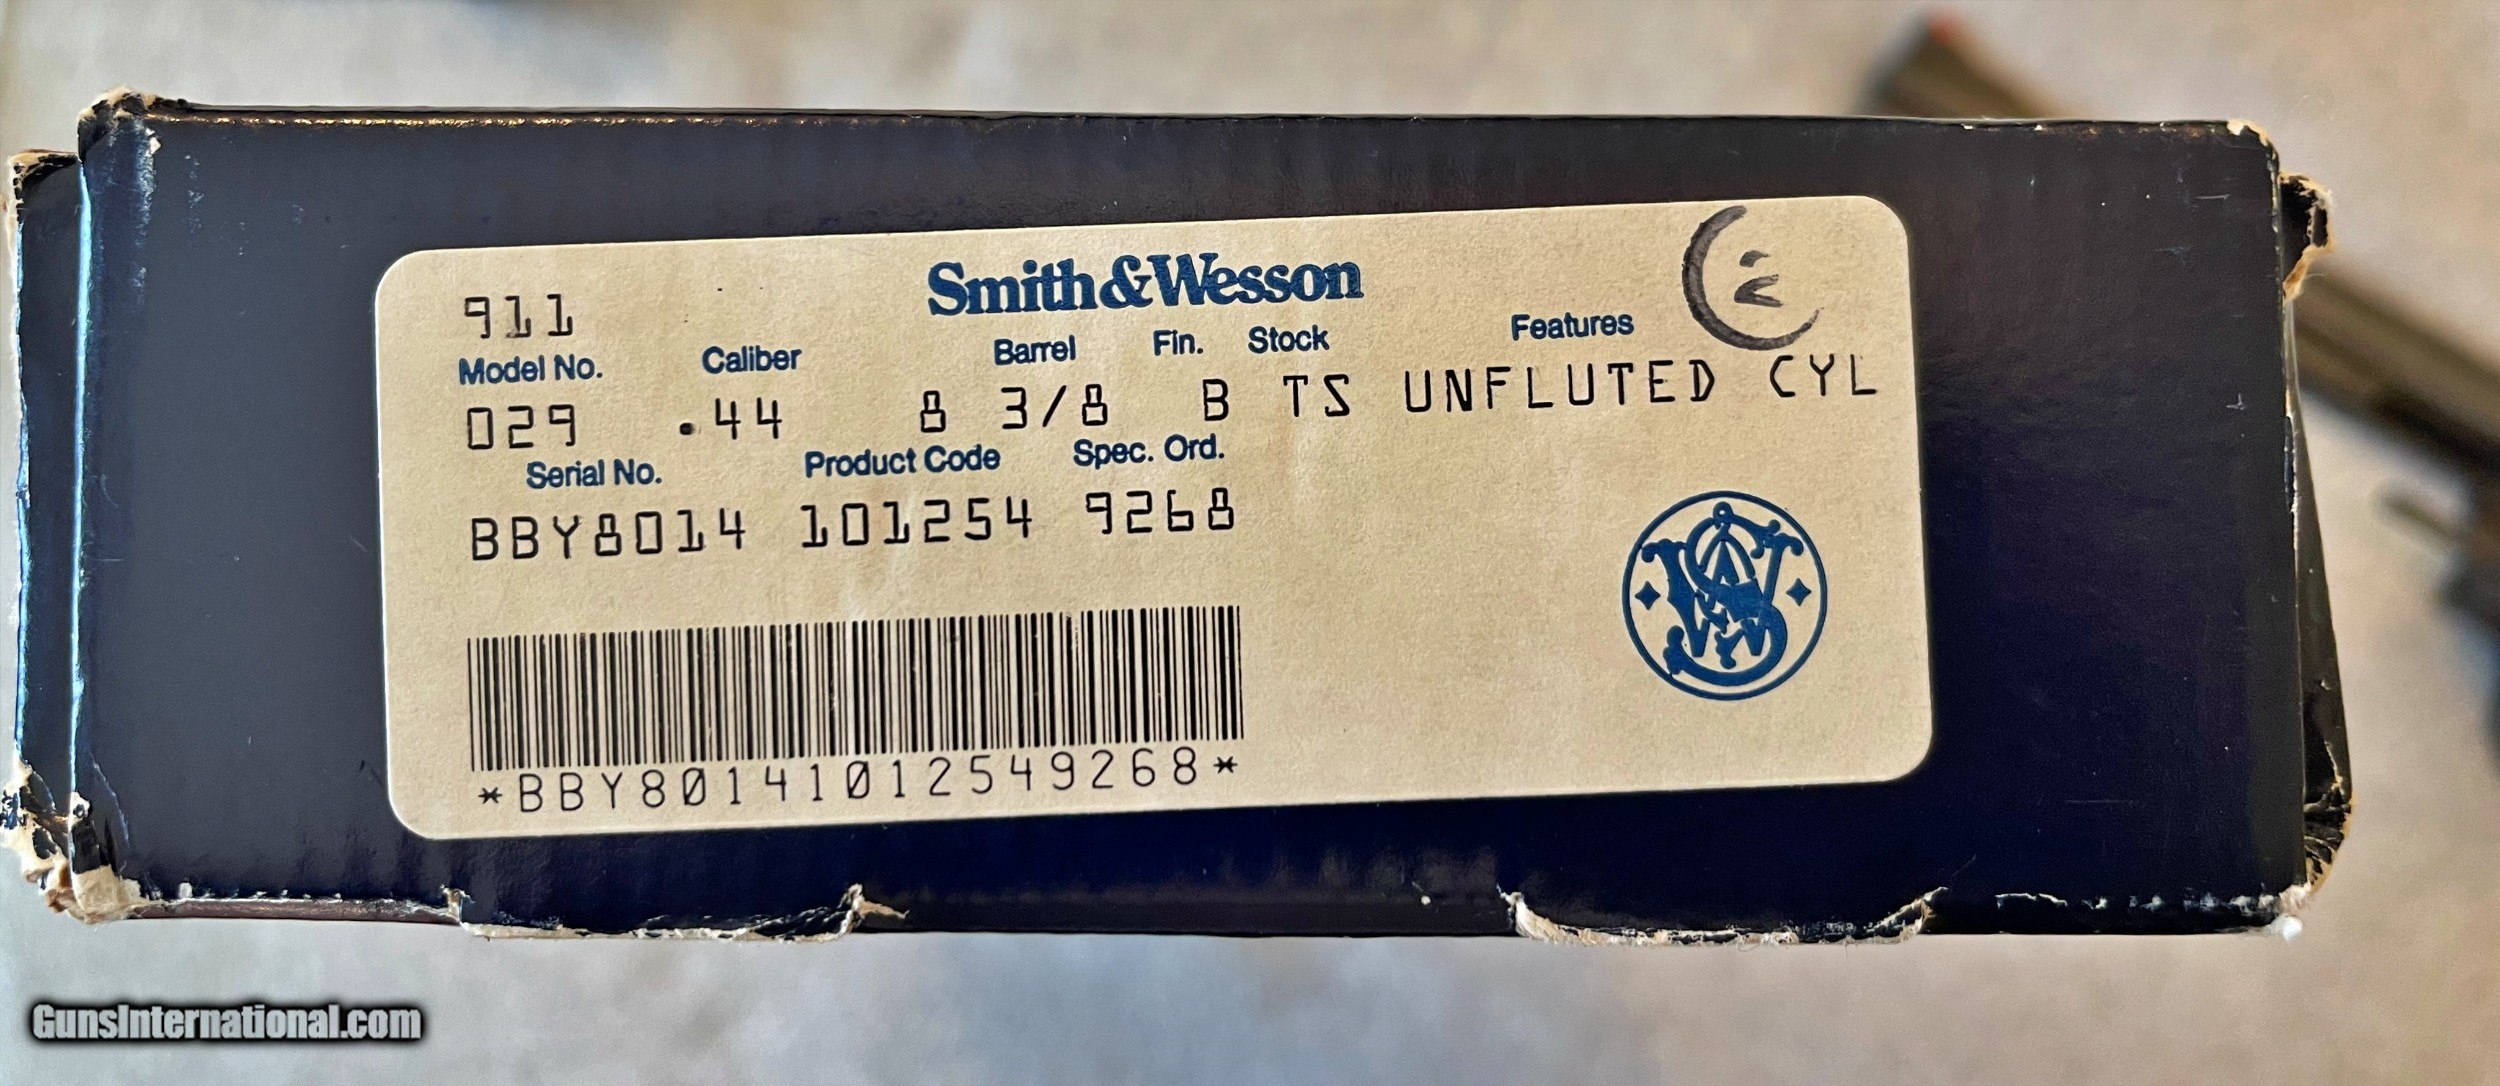 Smith&Wesson
2
911
Model No. Caliber Barrel Fin. Stock Features
029 .44 8 3/8 B TS UNFLUTED CYL
Serial No. Product Code Spec. Ord.
BBY8014 101254 9268
*BBY80141012549268*
GunsInternational.com